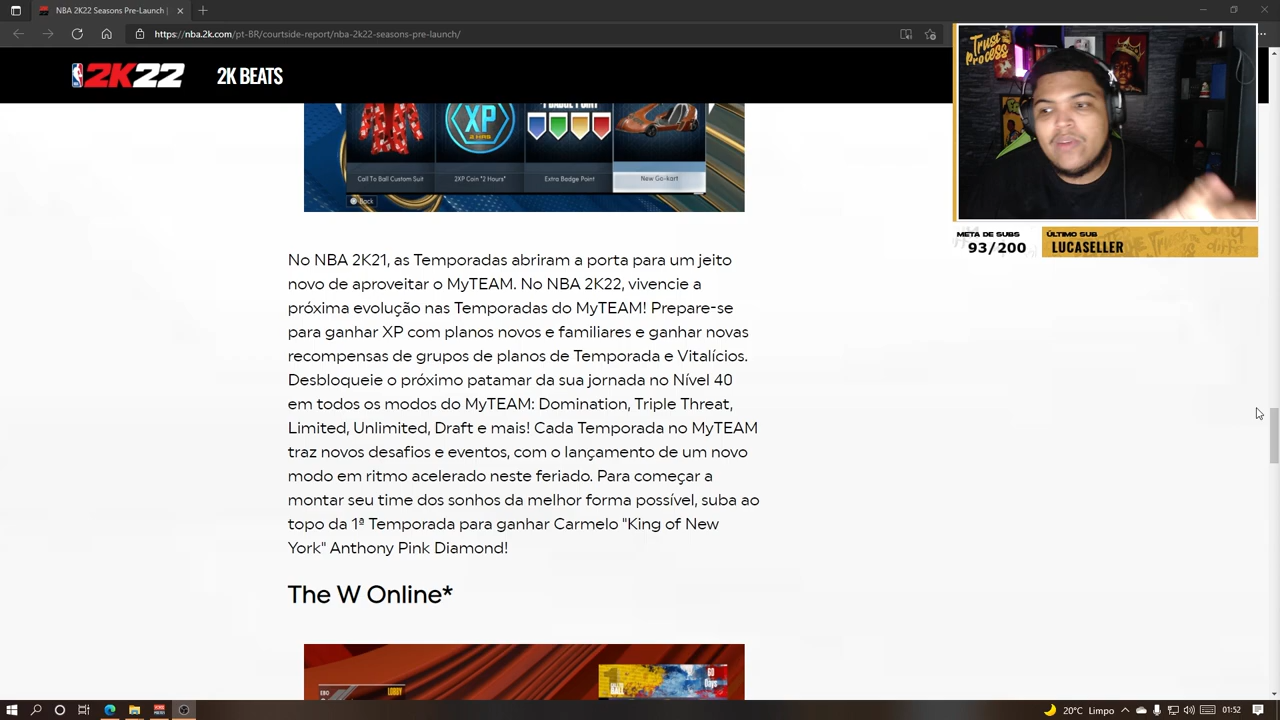 NBA 2K22 Seasons Pre-Launch |
https://nba.2k.com/pt-BR/courtside-report/nba-2k22-seasons-pre-launch/
2K22
2K BEATS
Trust
Process
XP
2 HRS
Call To Ball Custom Suit
2XP Coin *2 Hours*
Extra Badge Point
New Go-kart
Back
META DE SUBS
93/200
ÚLTIMO SUB
LUCASELLER
No NBA 2K21, as Temporadas abriram a porta para um jeito
novo de aproveitar o MyTEAM. No NBA 2K22, vivencie a
próxima evolução nas Temporadas do MyTEAM! Prepare-se
para ganhar XP com planos novos e familiares e ganhar novas
recompensas de grupos de planos de Temporada e Vitalícios.
Desbloqueie o próximo patamar da sua jornada no Nível 40
em todos os modos do MyTEAM: Domination, Triple Threat,
Limited, Unlimited, Draft e mais! Cada Temporada no MyTEAM
traz novos desafios e eventos, com o lançamento de um novo
modo em ritmo acelerado neste feriado. Para começar a
montar seu time dos sonhos da melhor forma possível, suba ao
topo da 1ª Temporada para ganhar Carmelo "King of New
York" Anthony Pink Diamond!
The W Online*
LOBBY
60
Days
20°C Limpo
01:52